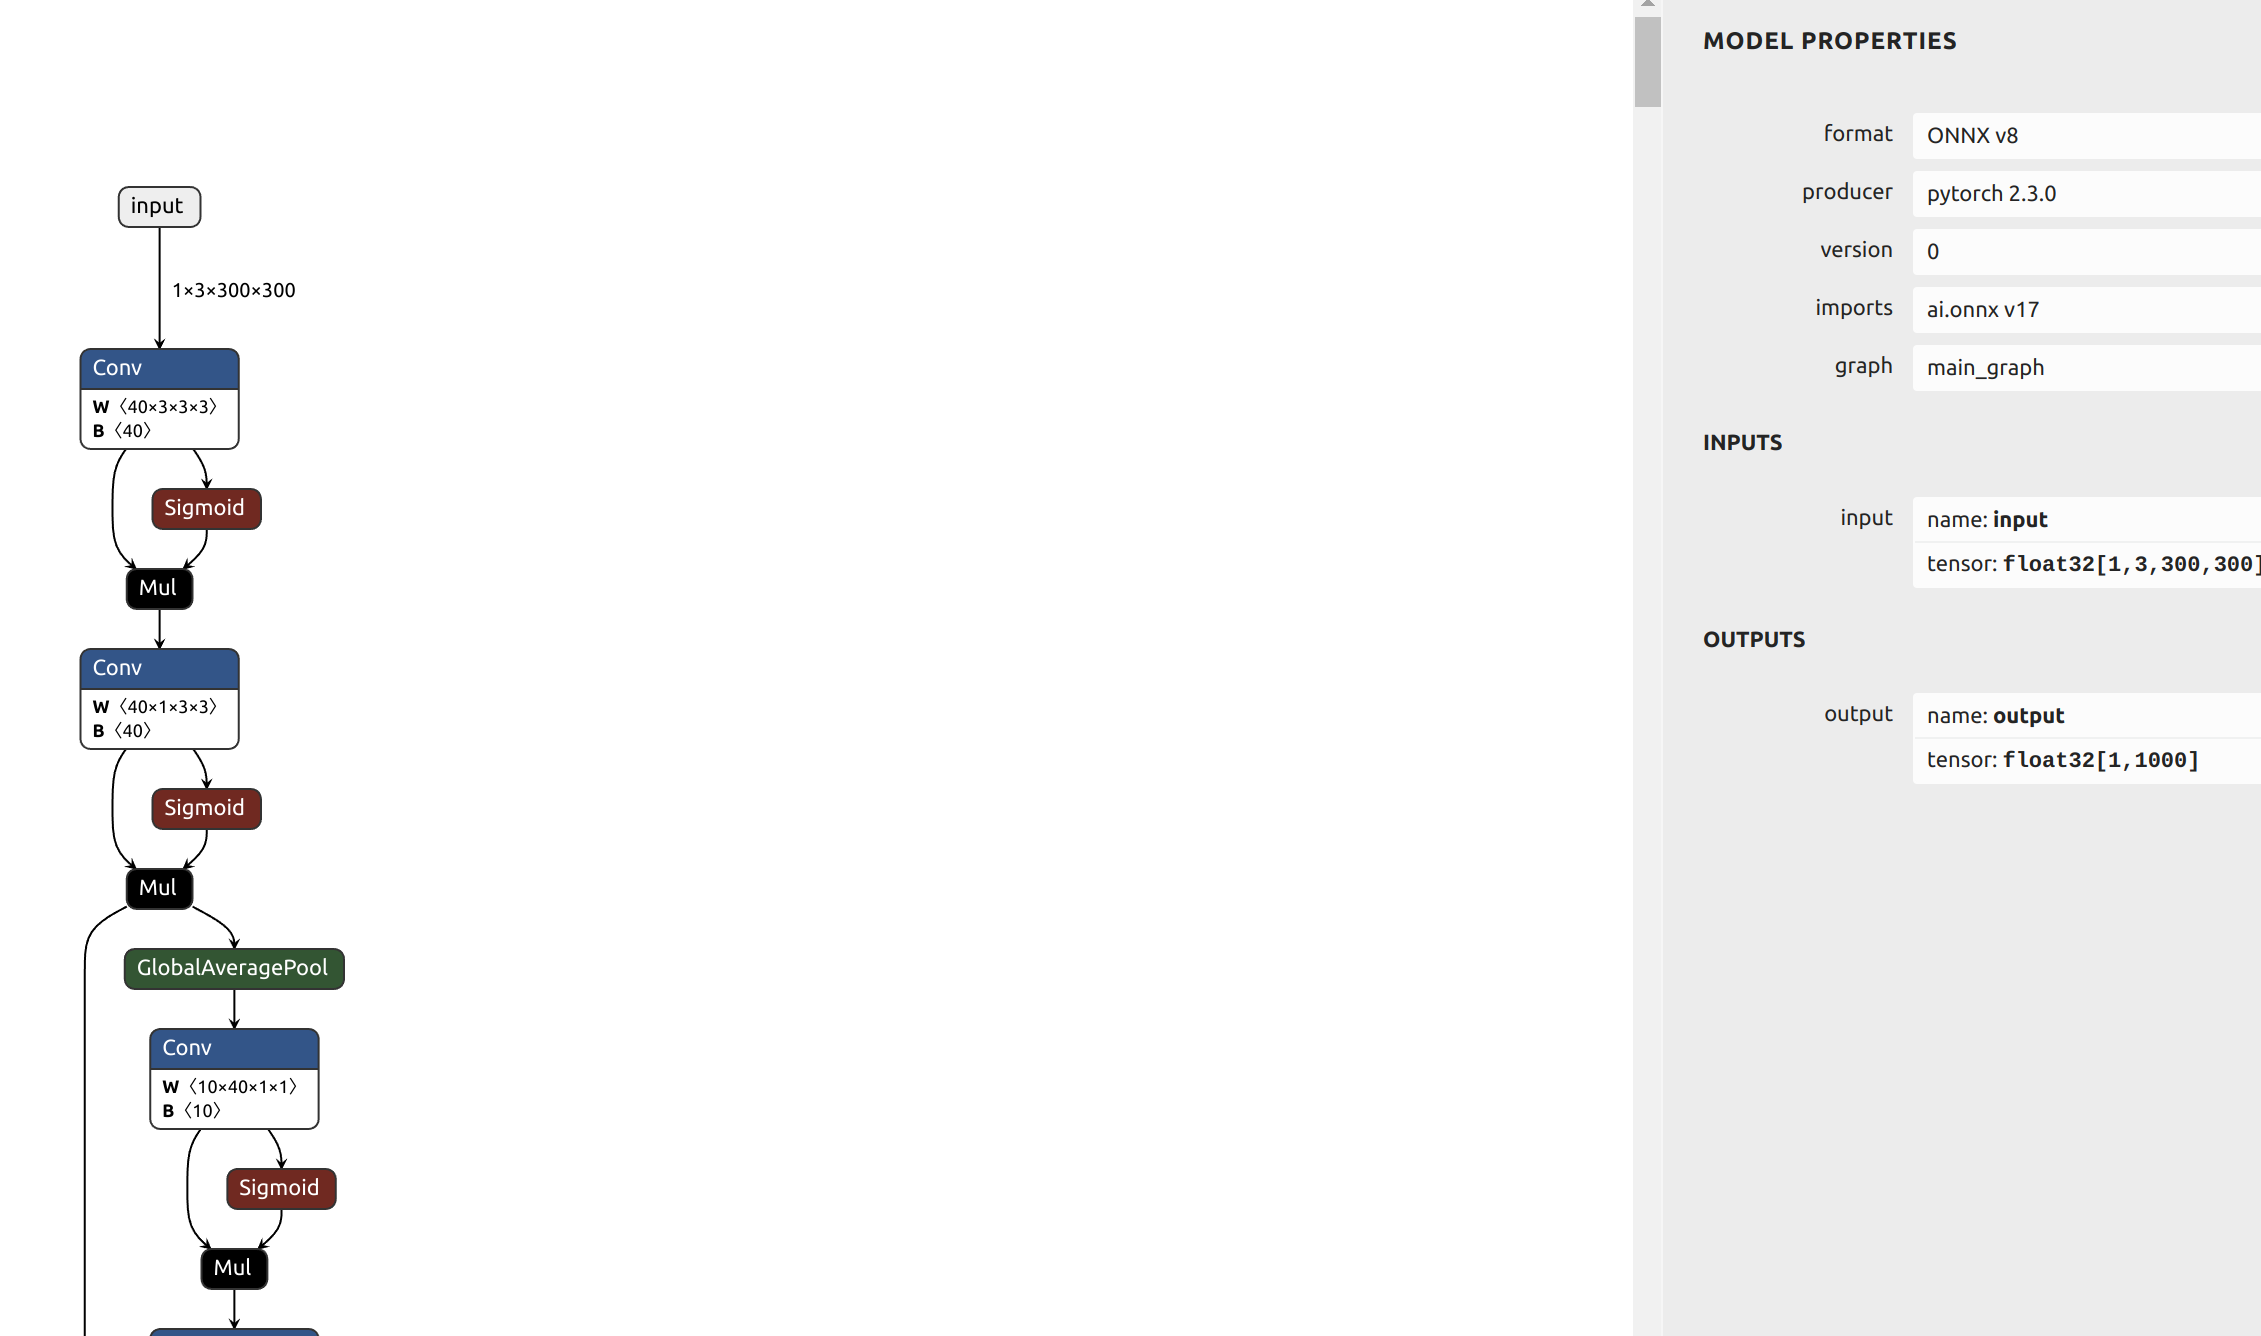 input
1×3×300×300
Conv
W 〈40×3×3×3〉
B 〈40〉
Sigmoid
Mul
Conv
W 〈40×1×3×3〉
B 〈40〉
Sigmoid
Mul
GlobalAveragePool
Conv
W 〈10×40×1×1〉
B 〈10〉
Sigmoid
Mul
MODEL PROPERTIES
format ONNX v8
producer pytorch 2.3.0
version 0
imports ai.onnx v17
graph main_graph
INPUTS
input name: input
tensor: float32[1,3,300,300]
OUTPUTS
output name: output
tensor: float32[1,1000]